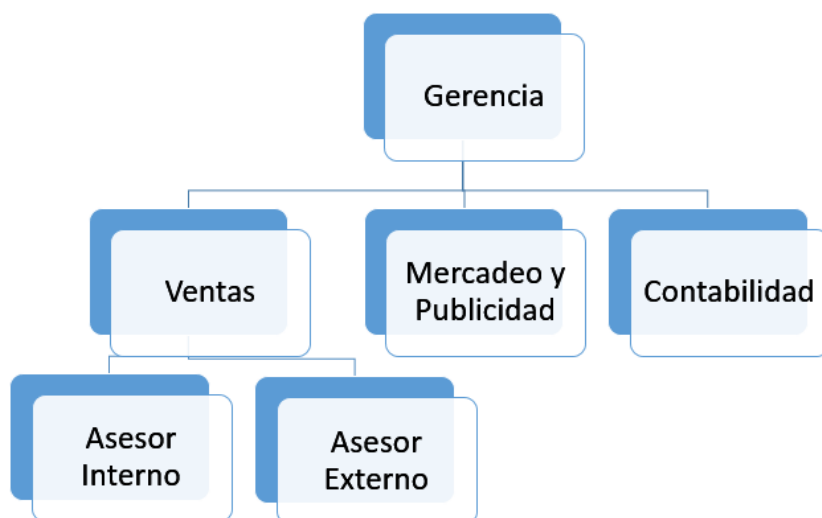 Gerencia
Ventas
Mercadeo y
Publicidad
Contabilidad
Asesor
Interno
Asesor
Externo